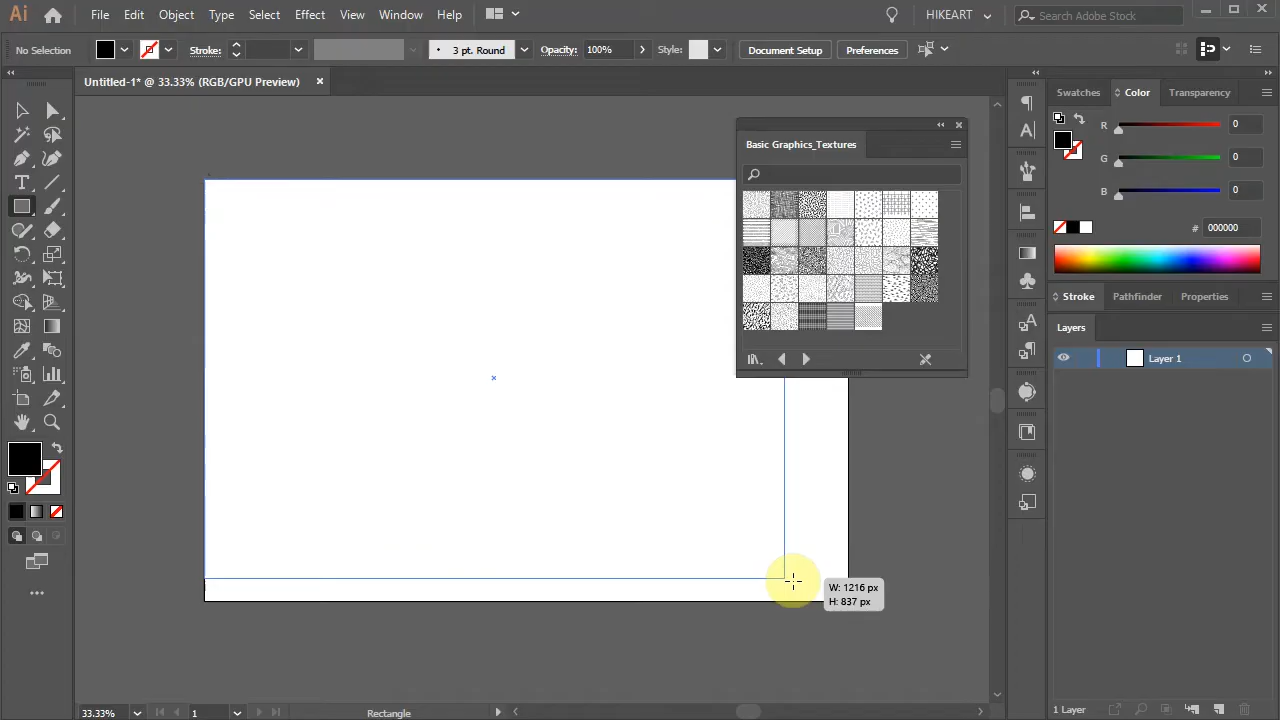 Ai File Edit Object Type Select Effect View Window Help HIKEART Search Adobe Stock
No Selection Stroke: 3 pt. Round Opacity: 100% Style: Document Setup Preferences
Untitled-1* @ 33.33% (RGB/GPU Preview)
Swatches Color Transparency
R 0
G 0
B 0
# 000000
Basic Graphics_Textures
Stroke Pathfinder Properties
Layers
Layer 1
W: 1216 px
H: 837 px
33.33% 1 Rectangle 1 Layer